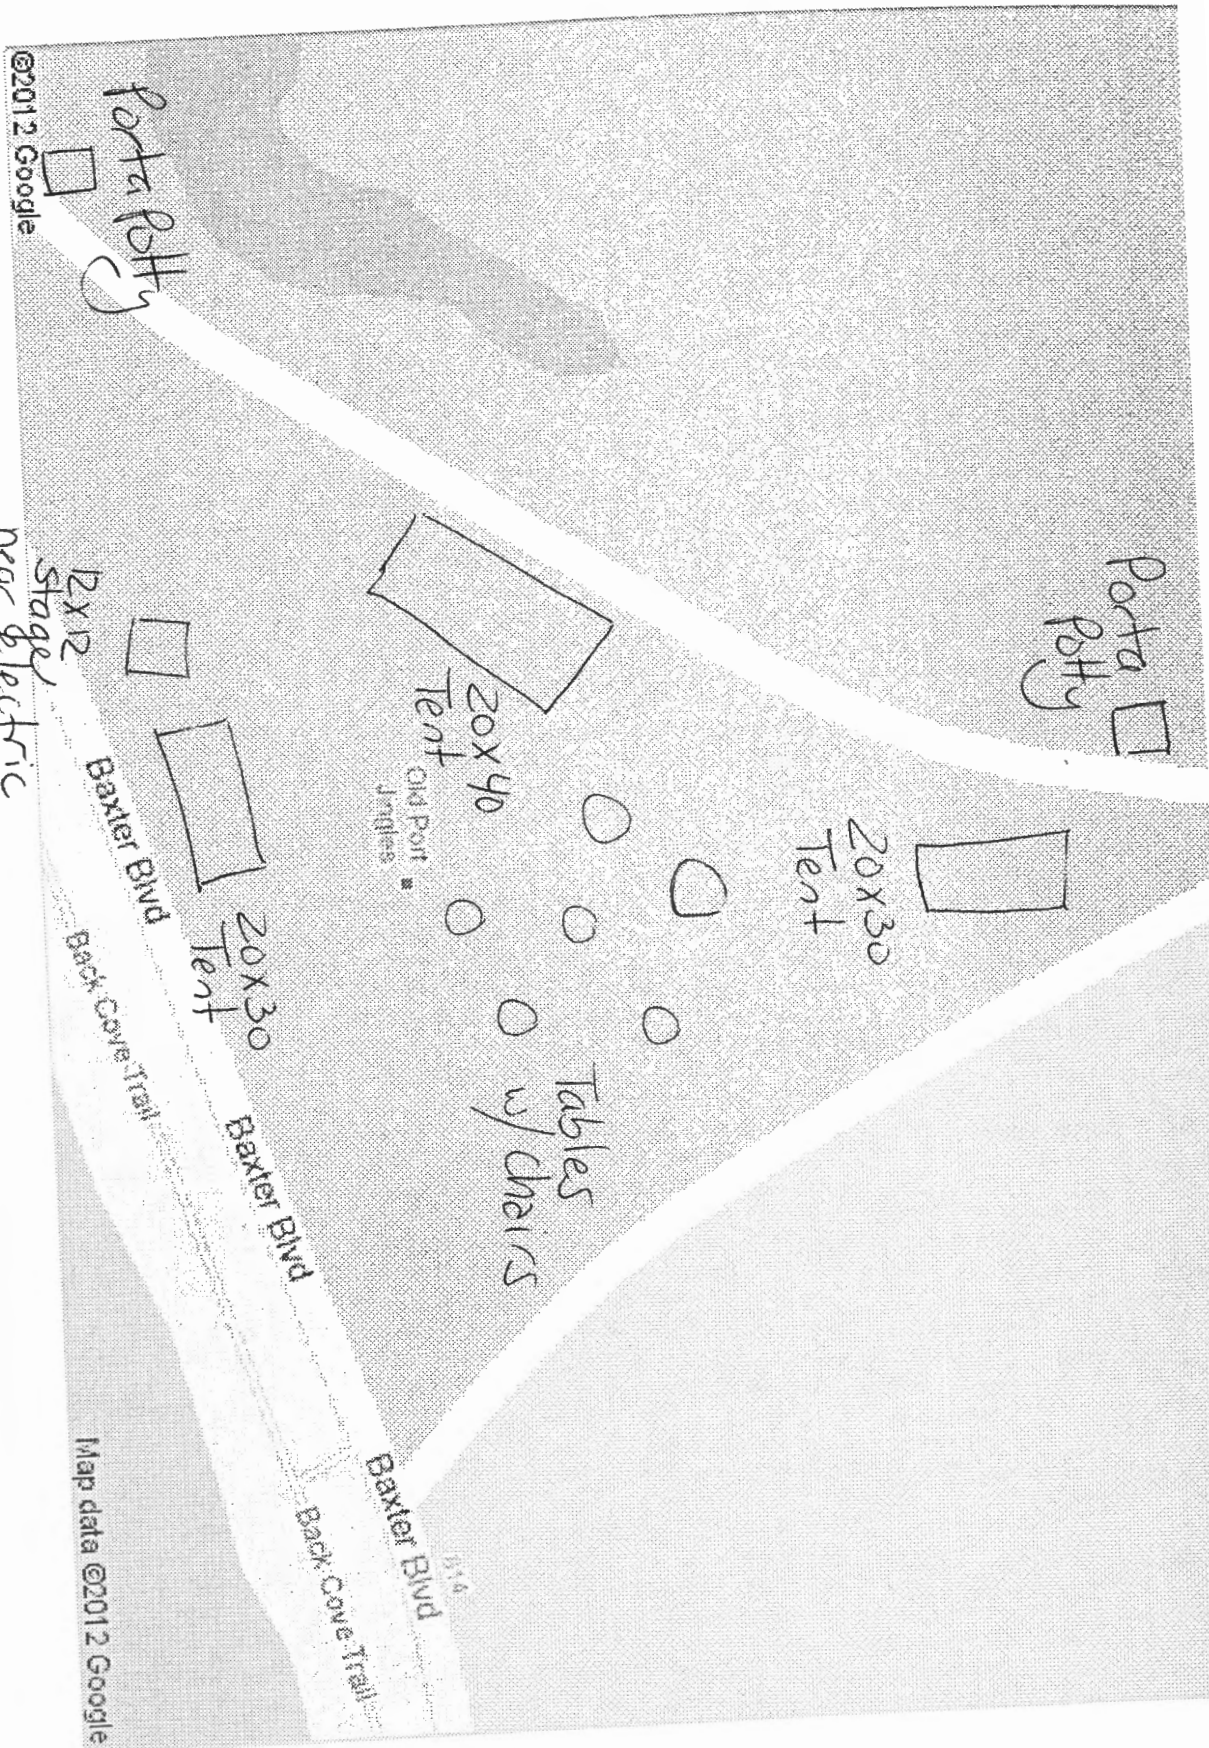 Porta
Potty
20x30
Tent
Tables
w/ chairs
20x40
Tent
Old Port
Jingles
20x30
Tent
Porta Potty
12x12
stage
near electric
Baxter Blvd
Baxter Blvd
Baxter Blvd
Back Cove Trail
Back Cove Trail
©2012 Google
Map data ©2012 Google